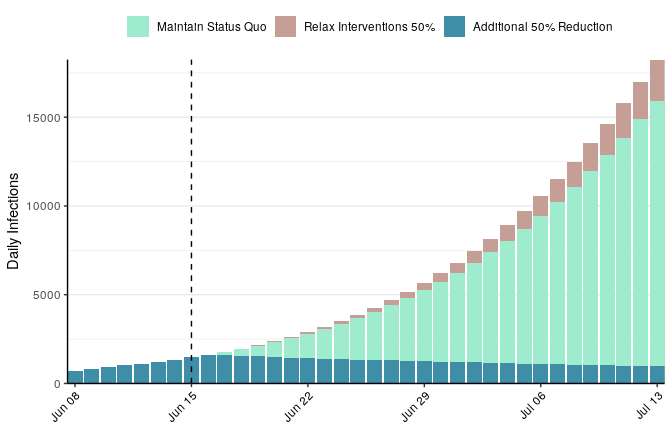 Maintain Status Quo Relax Interventions 50% Additional 50% Reduction
Daily Infections
15000
10000
5000
0
Jun 08 Jun 15 Jun 22 Jun 29 Jul 06 Jul 13